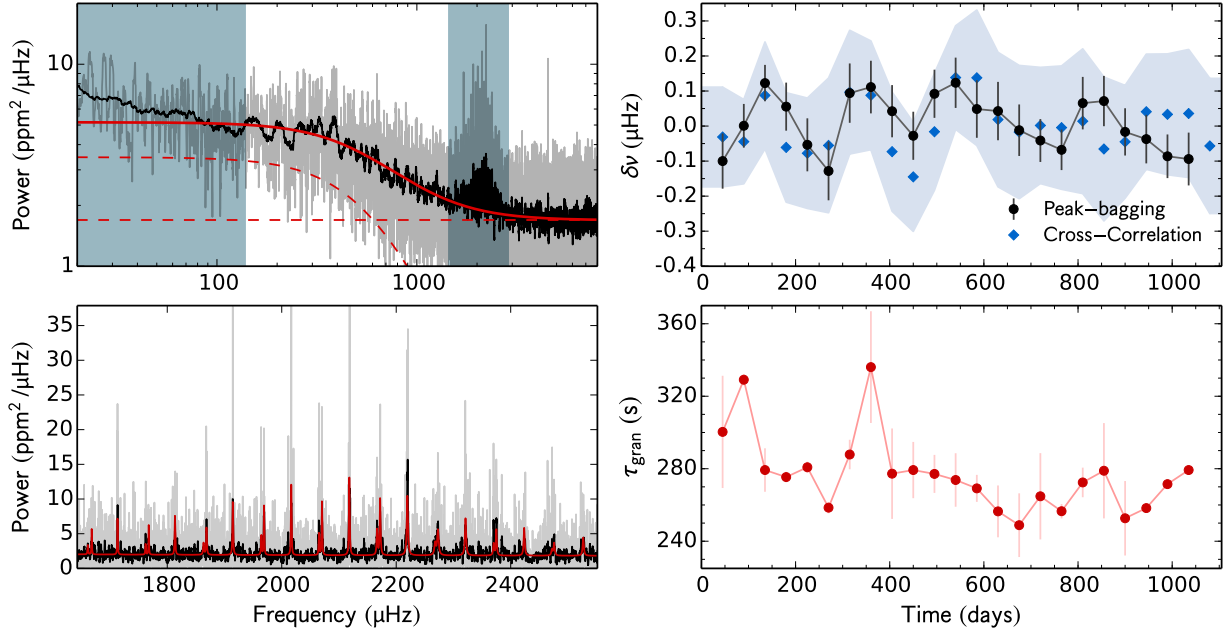 10
1
Power (ppm² /μHz)
100
1000
0.3
0.2
0.1
0.0
-0.1
-0.2
-0.3
-0.4
δν (μHz)
Peak−bagging
Cross−Correlation
0 200 400 600 800 1000
35
30
25
20
15
10
5
0
Power (ppm² /μHz)
1800 2000 2200 2400
Frequency (μHz)
360
320
280
240
τgran (s)
0 200 400 600 800 1000
Time (days)